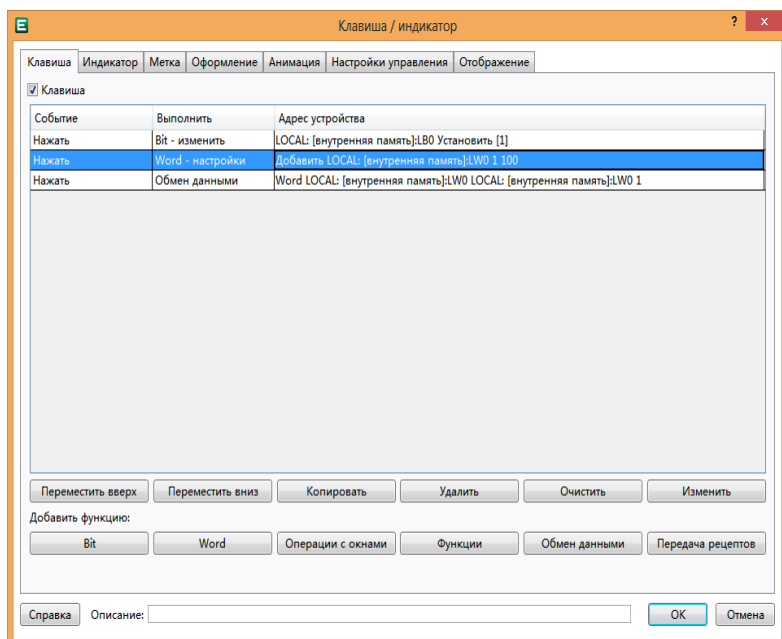 Клавиша / индикатор
? x
Клавиша Индикатор Метка Оформление Анимация Настройки управления Отображение
Клавиша
Событие Выполнить Адрес устройства
Нажать Bit - изменить LOCAL: [внутренняя память]:LB0 Установить [1]
Нажать Word - настройки Добавить LOCAL: [внутренняя память]:LW0 1 100
Нажать Обмен данными Word LOCAL: [внутренняя память]:LW0 LOCAL: [внутренняя память]:LW0 1
Переместить вверх Переместить вниз Копировать Удалить Очистить Изменить
Добавить функцию:
Bit Word Операции с окнами Функции Обмен данными Передача рецептов
Справка Описание: OK Отмена